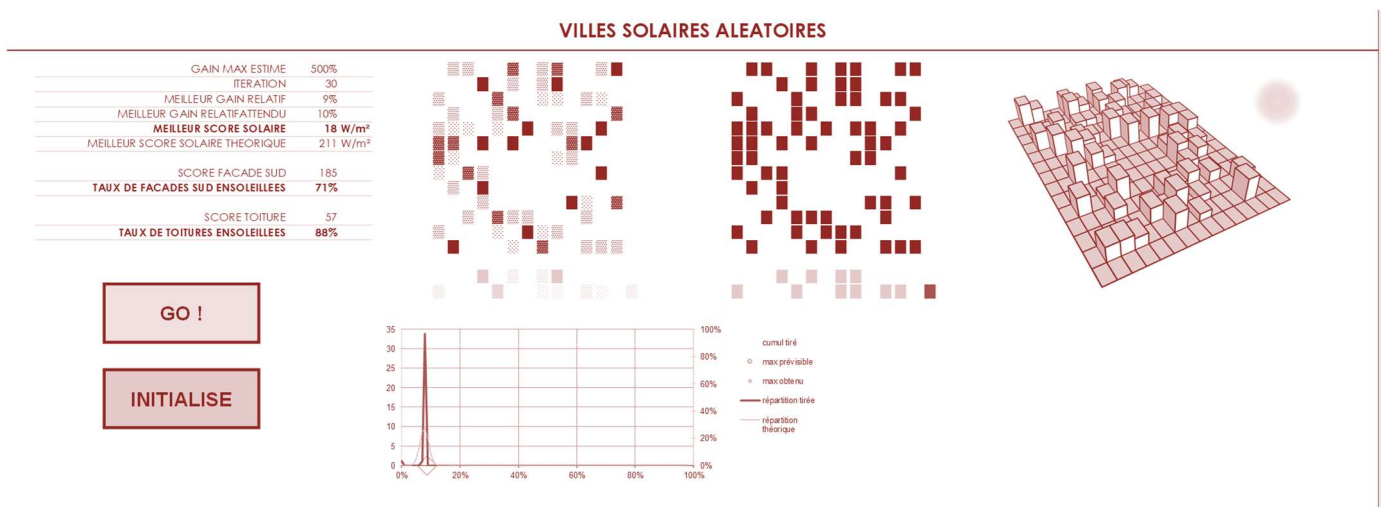 VILLES SOLAIRES ALEATOIRES
GAIN MAX ESTIME 500%
ITERATION 30
MEILLEUR GAIN RELATIF 9%
MEILLEUR GAIN RELATIFATTENDU 10%
MEILLEUR SCORE SOLAIRE 18 W/m²
MEILLEUR SCORE SOLAIRE THEORIQUE 211 W/m²
SCORE FACADE SUD 185
TAUX DE FACADES SUD ENSOLEILLEES 71%
SCORE TOITURE 57
TAUX DE TOITURES ENSOLEILLEES 88%
GO !
INITIALISE
35
30
25
20
15
10
5
0
0% 20% 40% 60% 80% 100%
100%
80%
60%
40%
20%
0%
cumul tiré
max prévisible
max obtenu
répartition tirée
répartition
théorique